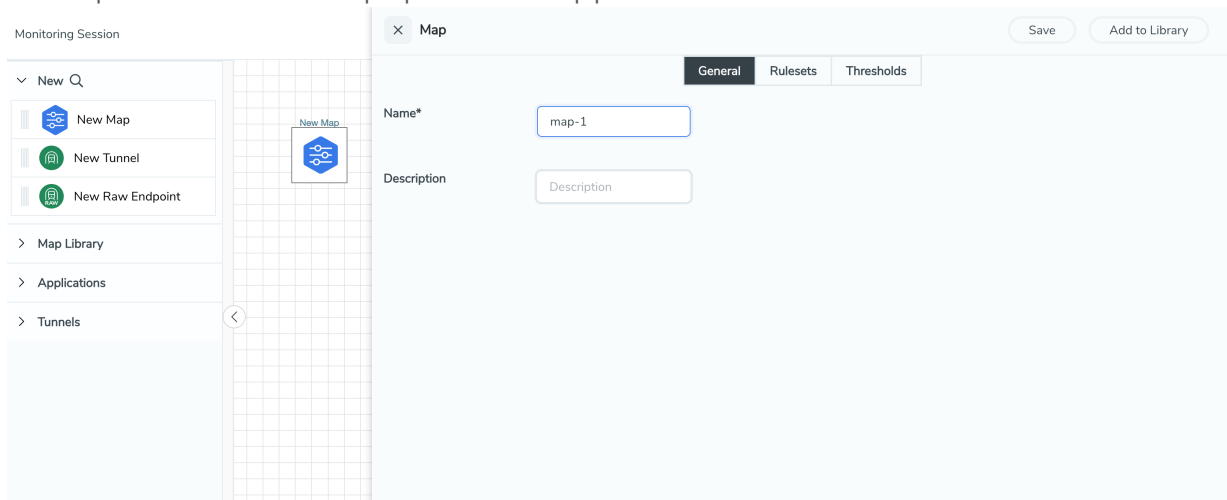 Monitoring Session
Map
Save
Add to Library
General
Rulesets
Thresholds
New
New Map
New Tunnel
RAW
New Raw Endpoint
Map Library
Applications
Tunnels
New Map
Name*
map-1
Description
Description